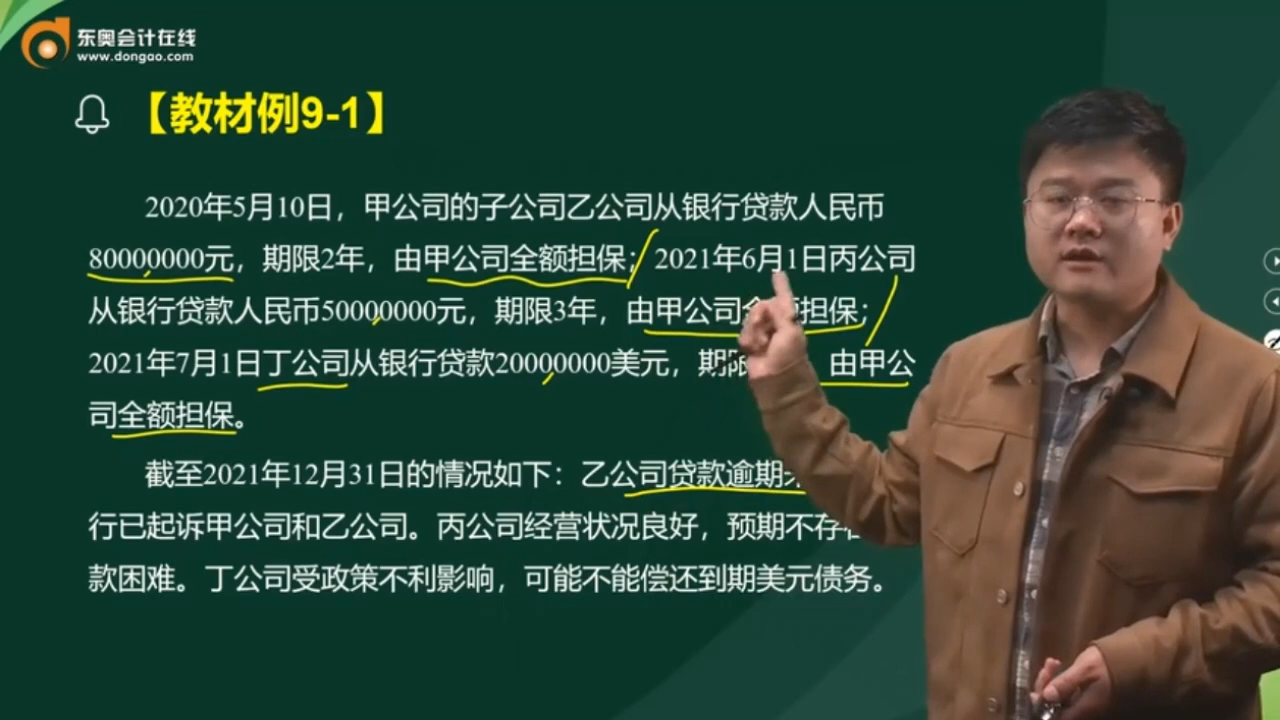 东奥会计在线
www.dongao.com
【教材例9-1】
2020年5月10日，甲公司的子公司乙公司从银行贷款人民币
80000000元，期限2年，由甲公司全额担保；2021年6月1日丙公司
从银行贷款人民币50000000元，期限3年，由甲公司全额担保；
2021年7月1日丁公司从银行贷款20000000美元，期限 由甲公
司全额担保。
截至2021年12月31日的情况如下：乙公司贷款逾期
行已起诉甲公司和乙公司。丙公司经营状况良好，预期不存
款困难。丁公司受政策不利影响，可能不能偿还到期美元债务。